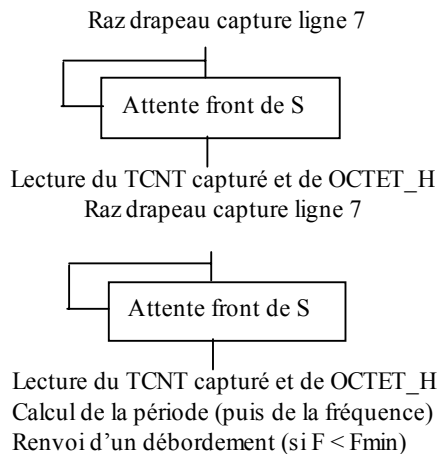 Raz drapeau capture ligne 7
Attente front de S
Lecture du TCNT capturé et de OCTET_H
Raz drapeau capture ligne 7
Attente front de S
Lecture du TCNT capturé et de OCTET_H
Calcul de la période (puis de la fréquence)
Renvoi d'un débordement (si F < Fmin)